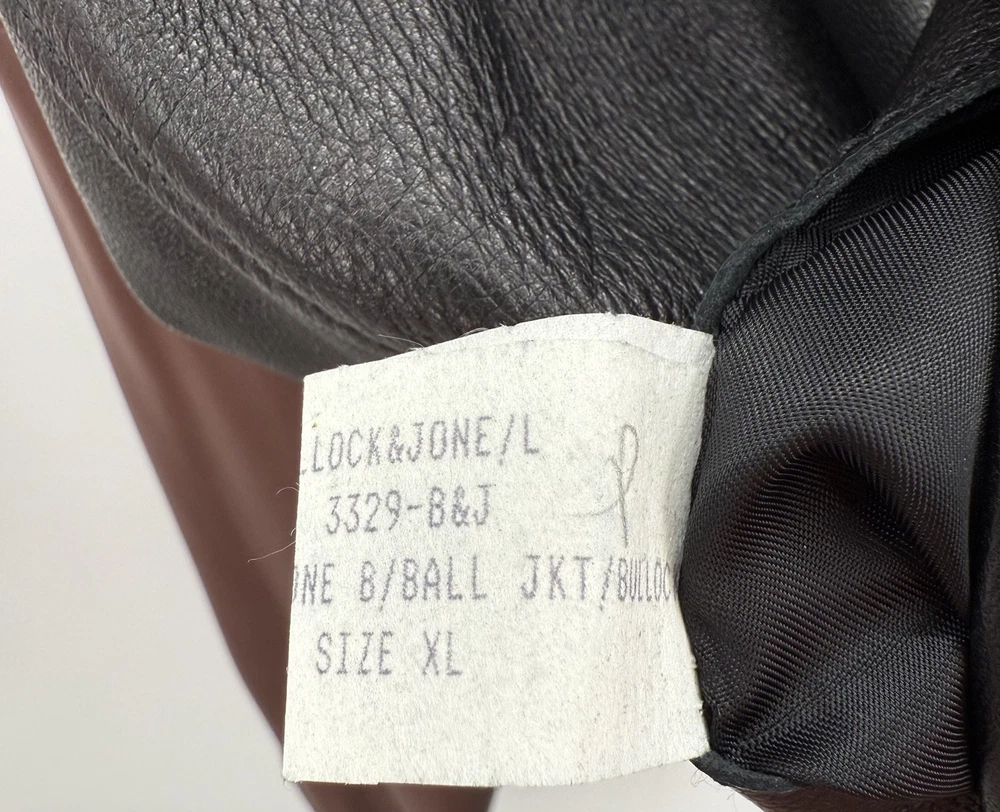 LLOCK&JONE/L
3329-B&J
ONE B/BALL JKT/BULLOC
SIZE XL